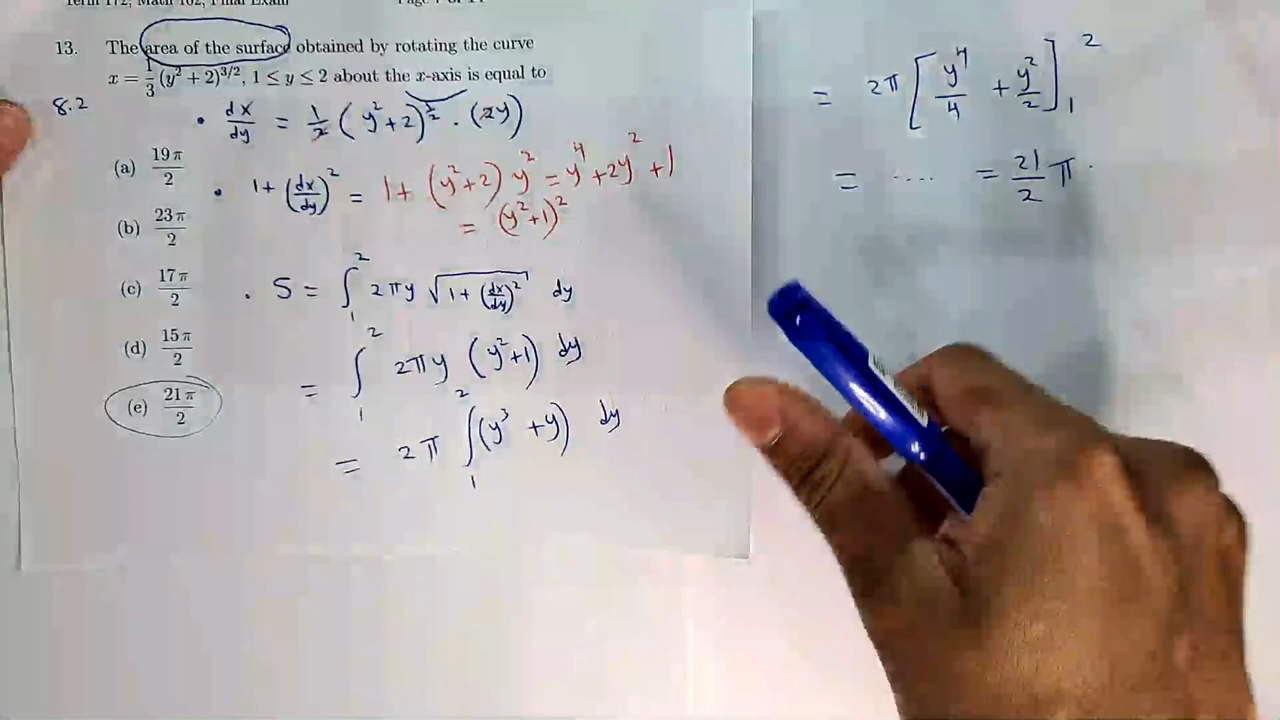 13. The area of the surface obtained by rotating the curve
x = 1/3 (y² + 2)^{3/2}, 1 ≤ y ≤ 2 about the x-axis is equal to
8.2
• dx/dy = 1/2 (y²+2)^{1/2} · (2y)
(a) 19π/2
• 1 + (dx/dy)² = 1 + (y²+2) y² = y⁴ + 2y² + 1
= (y²+1)²
(b) 23π/2
(c) 17π/2
· S = ∫₁² 2πy √(1 + (dx/dy)²) dy
(d) 15π/2
= ∫₁² 2πy (y²+1) dy
(e) 21π/2
= 2π ∫₁² (y³ + y) dy
= 2π [y⁴/4 + y²/2]₁²
= .... = 21/2 π.